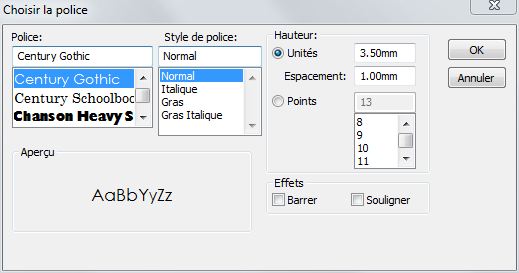 Choisir la police
Police:
Century Gothic
Century Gothic
Century Schoolboo
Chanson Heavy S
Style de police:
Normal
Normal
Italique
Gras
Gras Italique
Hauteur:
Unités 3.50mm
Espacement: 1.00mm
Points 13
8
9
10
11
OK
Annuler
Aperçu
AaBbYyZz
Effets
Barrer Souligner